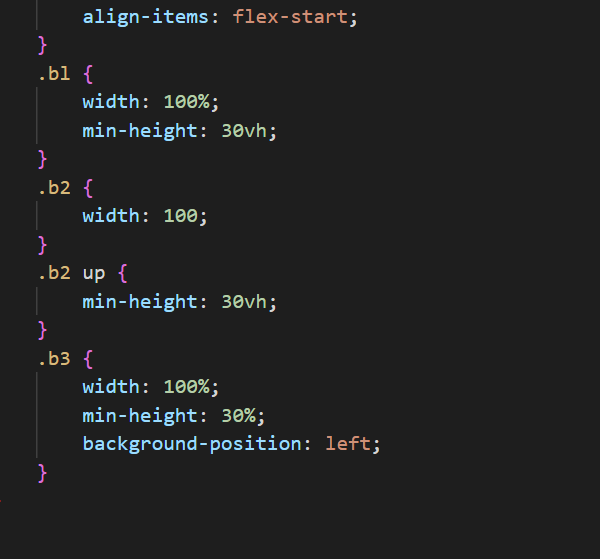 align-items: flex-start;
}
.bl {
width: 100%;
min-height: 30vh;
}
.b2 {
width: 100;
}
.b2 up {
min-height: 30vh;
}
.b3 {
width: 100%;
min-height: 30%;
background-position: left;
}